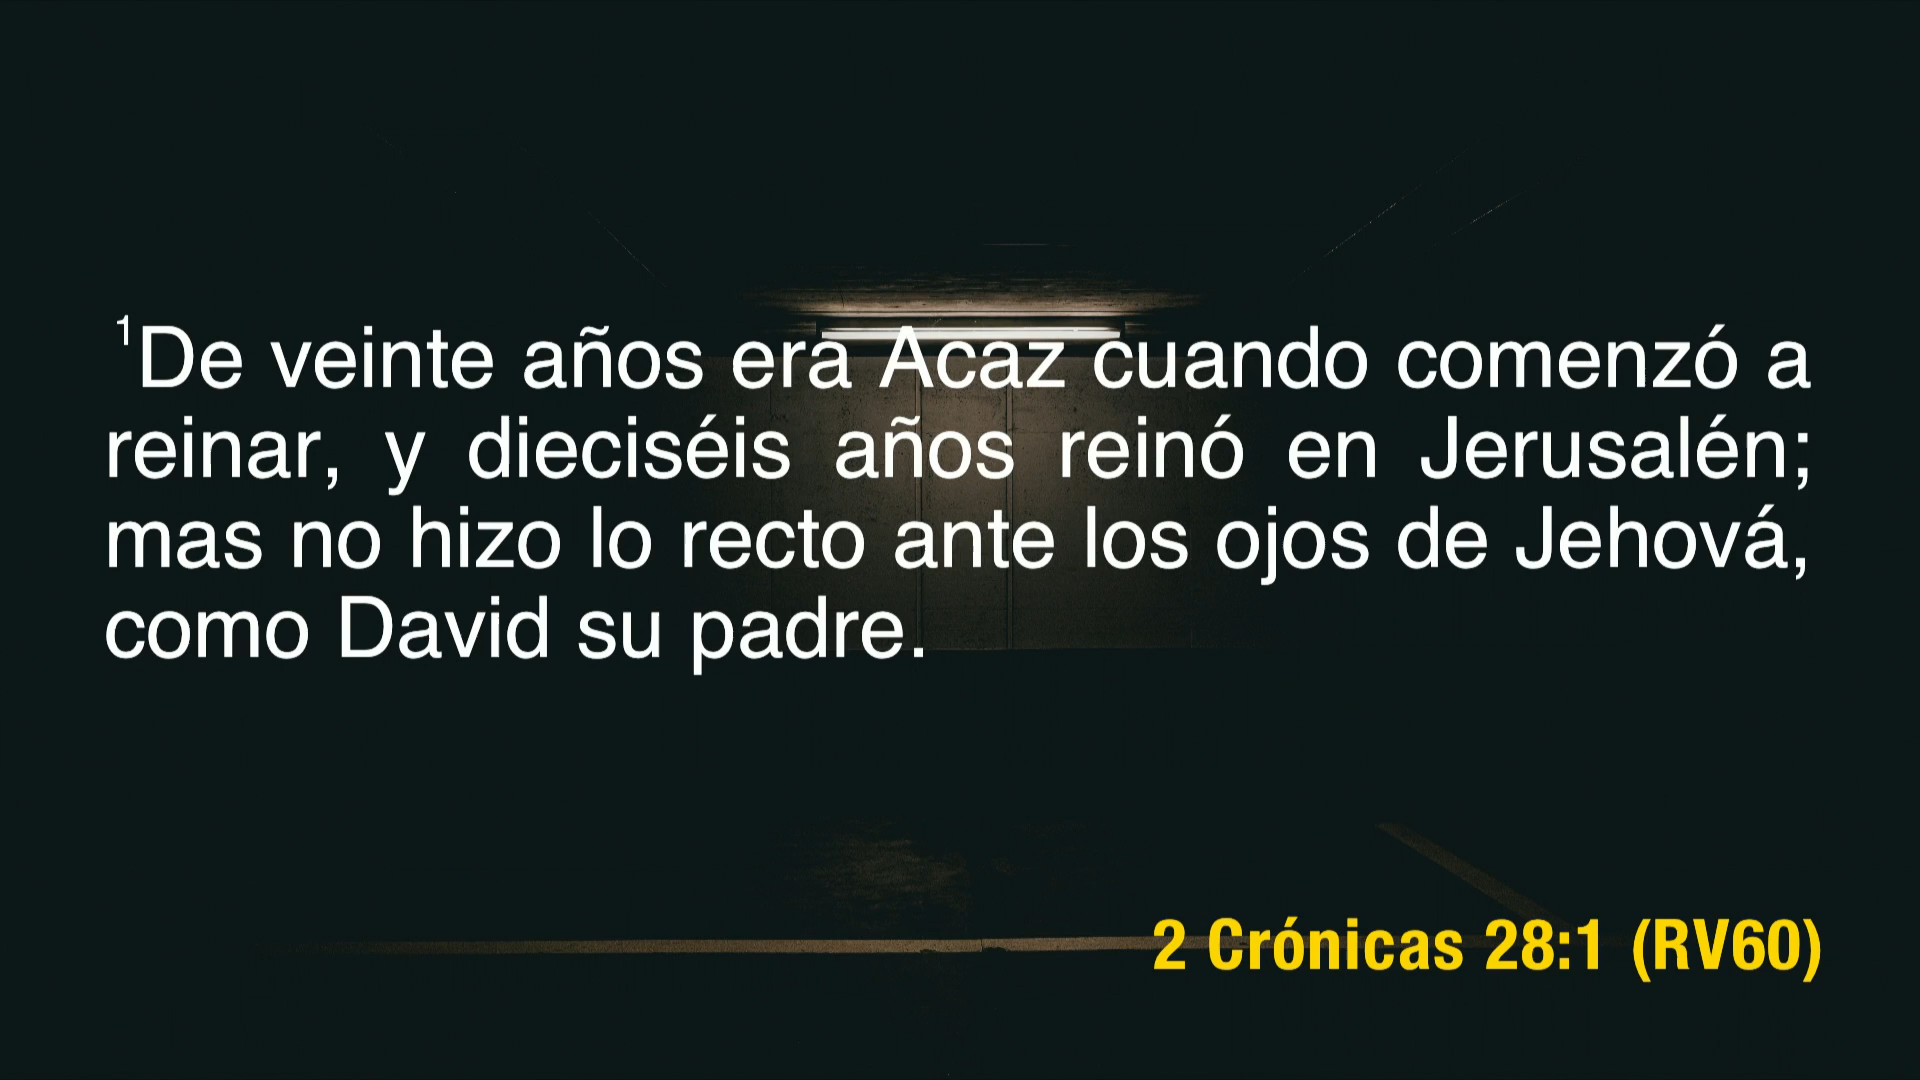 ¹De veinte años era Acaz cuando comenzó a
reinar, y dieciséis años reinó en Jerusalén;
mas no hizo lo recto ante los ojos de Jehová,
como David su padre.
2 Crónicas 28:1 (RV60)